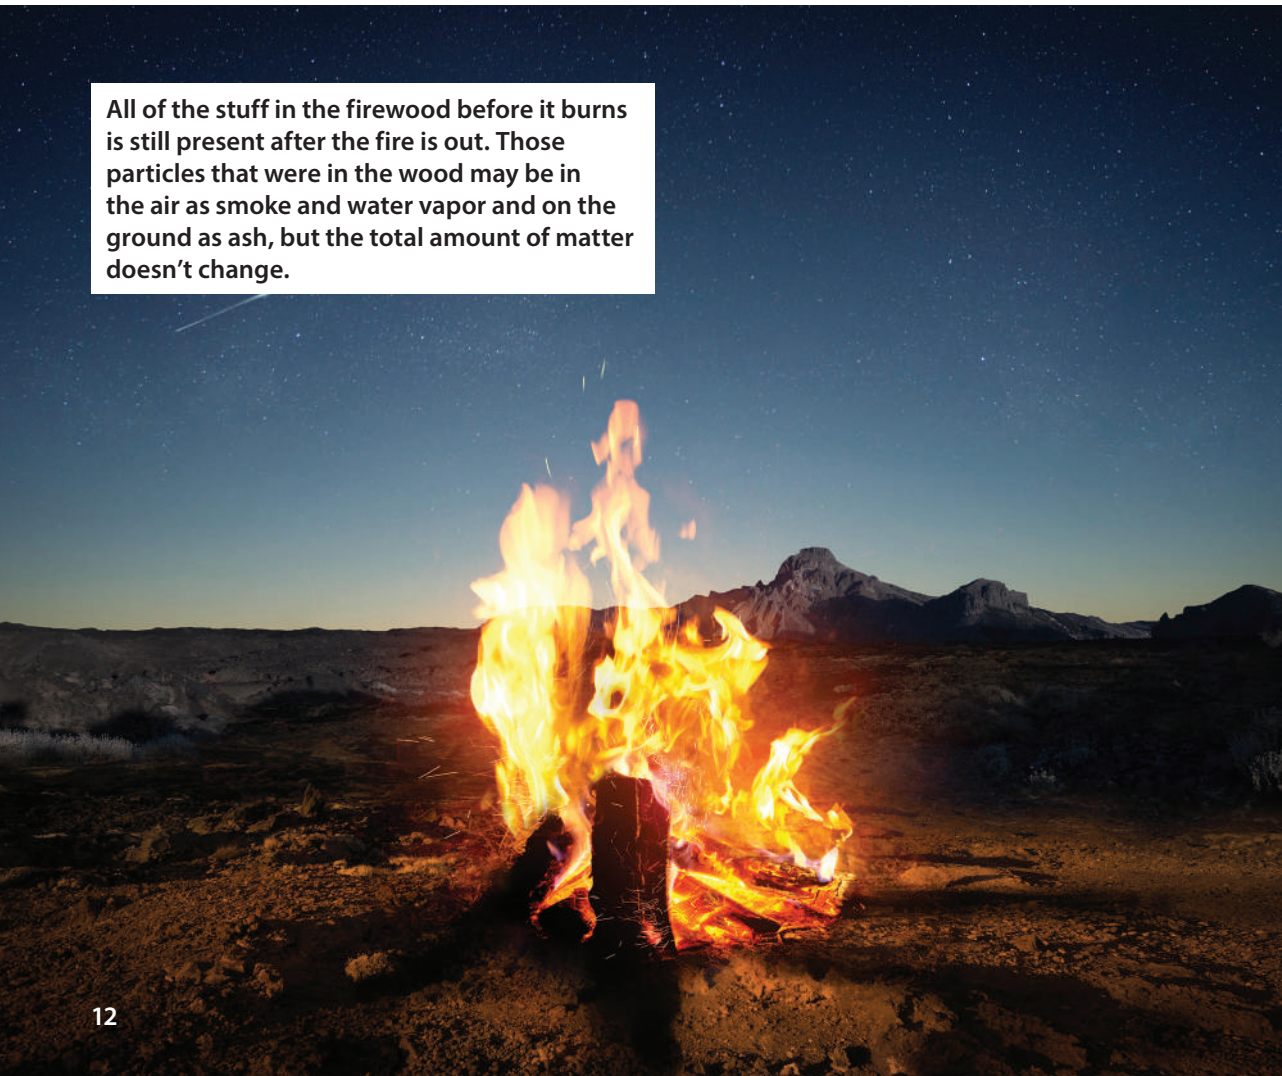 All of the stuff in the firewood before it burns
is still present after the fire is out. Those
particles that were in the wood may be in
the air as smoke and water vapor and on the
ground as ash, but the total amount of matter
doesn’t change.
12